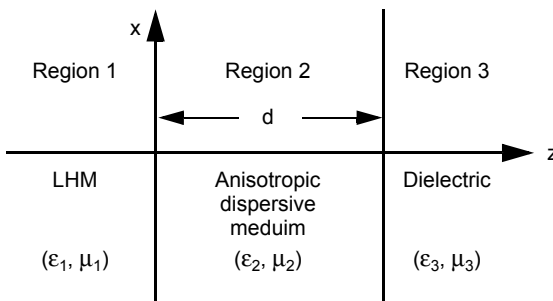 x
Region 1 Region 2 Region 3
d
z
LHM Anisotropic Dielectric
dispersive
meduim
(ε1, μ1) (ε2, μ2) (ε3, μ3)